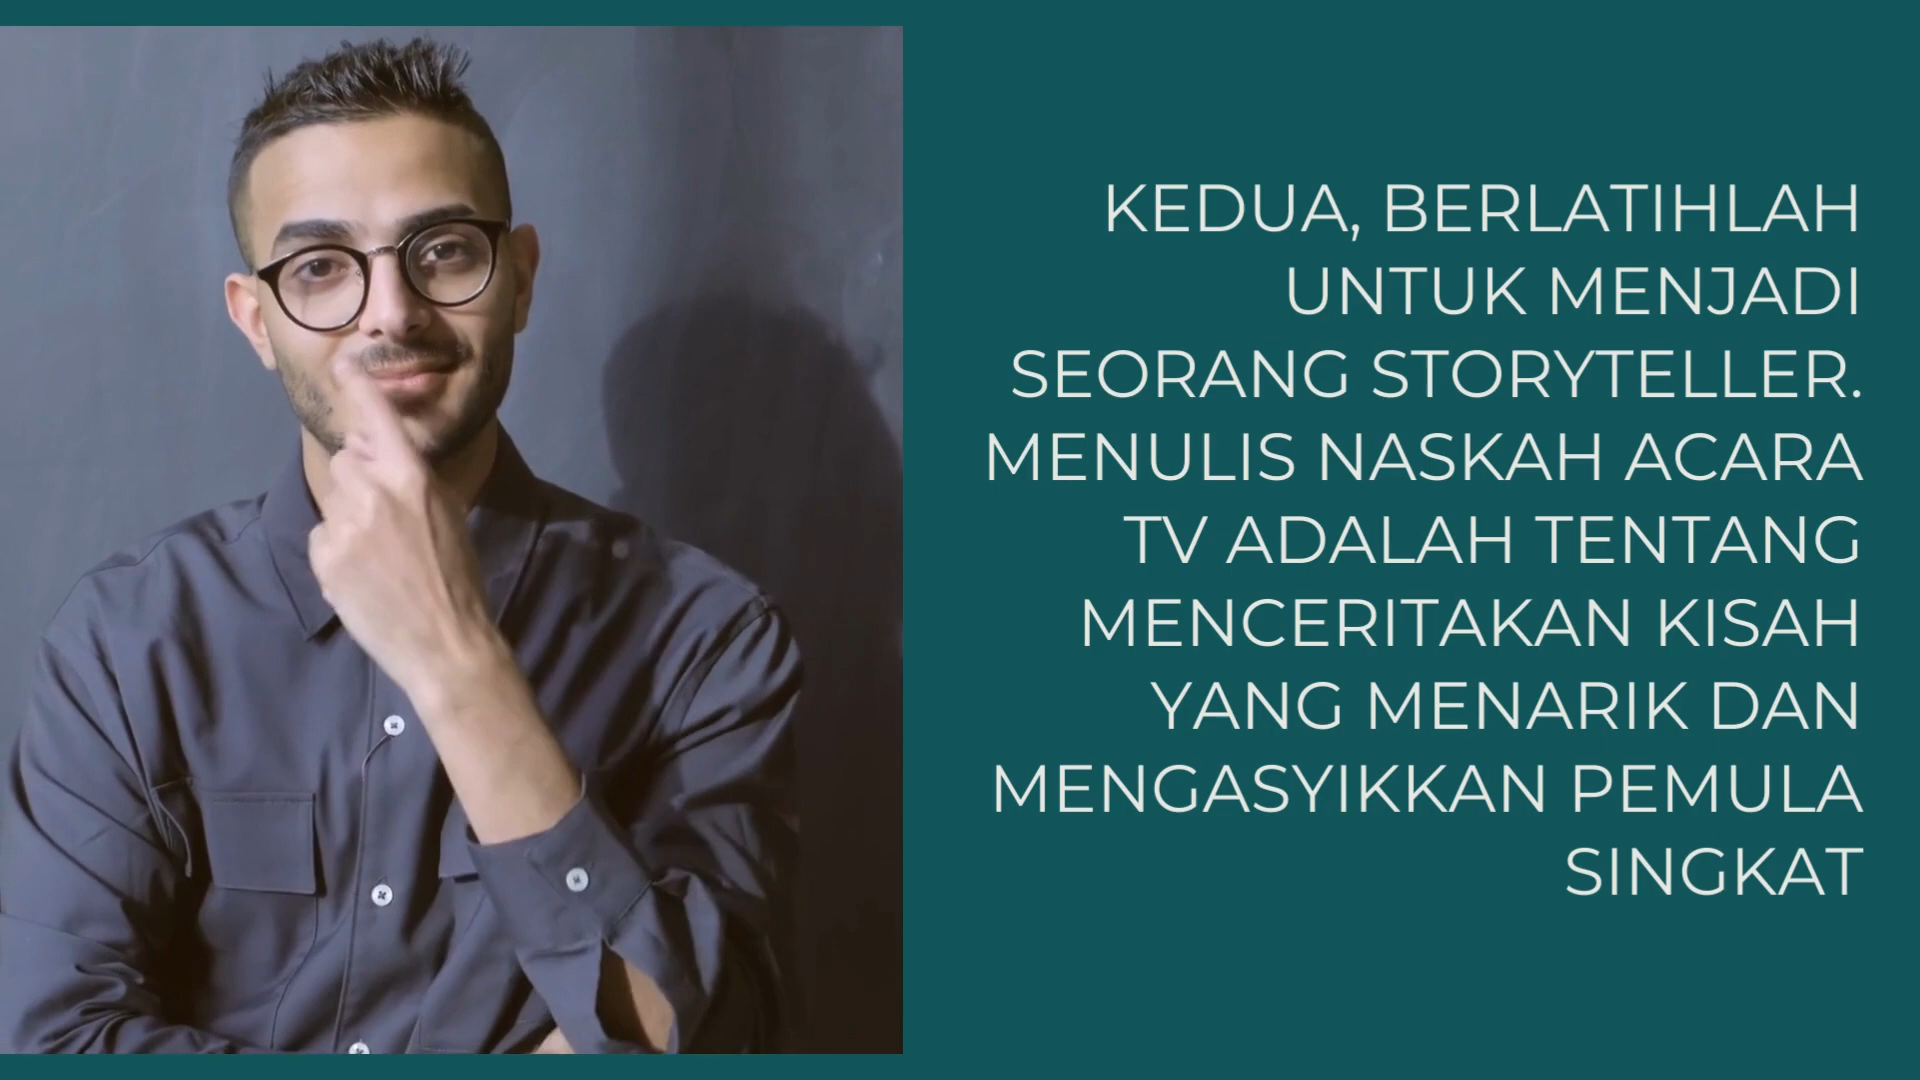 KEDUA, BERLATIHLAH
UNTUK MENJADI
SEORANG STORYTELLER.
MENULIS NASKAH ACARA
TV ADALAH TENTANG
MENCERITAKAN KISAH
YANG MENARIK DAN
MENGASYIKKAN PEMULA
SINGKAT